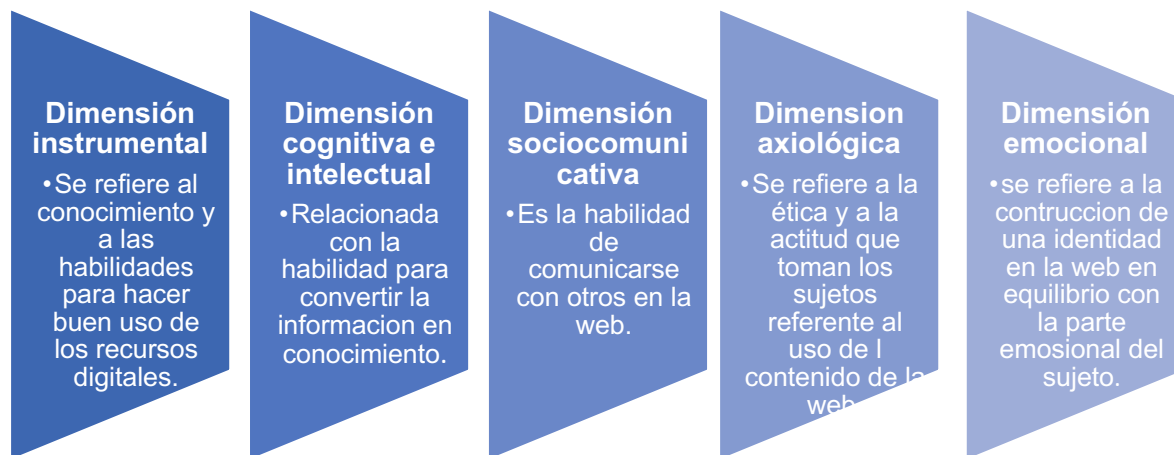 Dimensión
instrumental
•Se refiere al
conocimiento y
a las
habilidades
para hacer
buen uso de
los recursos
digitales.
Dimensión
cognitiva e
intelectual
•Relacionada
con la
habilidad para
convertir la
informacion en
conocimiento.
Dimensión
sociocomuni
cativa
•Es la habilidad
de
comunicarse
con otros en la
web.
Dimension
axiológica
•Se refiere a la
ética y a la
actitud que
toman los
sujetos
referente al
uso de l
contenido de la
web
Dimensión
emocional
•se refiere a la
contruccion de
una identidad
en la web en
equilibrio con
la parte
emosional del
sujeto.